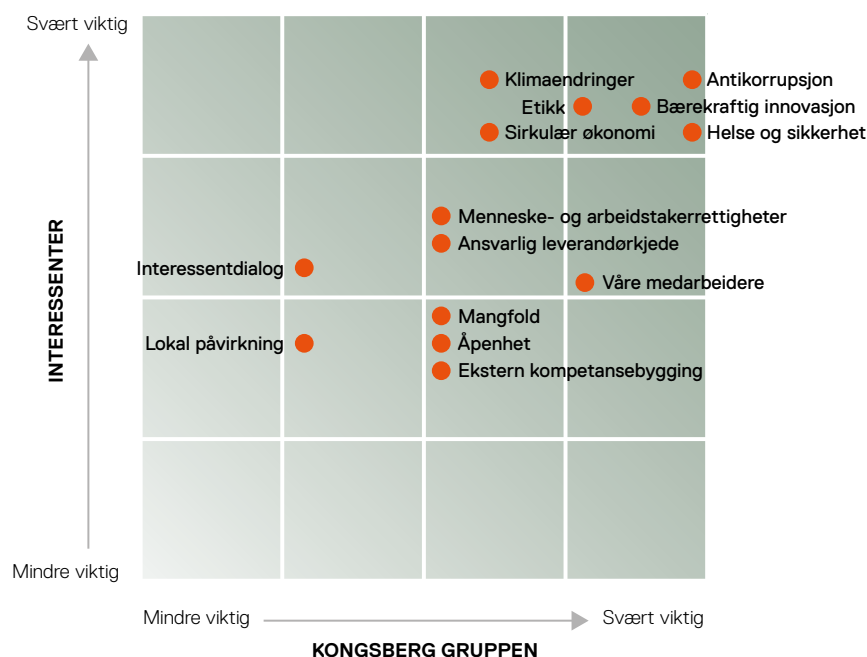 Svært viktig
Klimaendringer
Antikorrupsjon
Etikk
Bærekraftig innovasjon
Sirkulær økonomi
Helse og sikkerhet
INTERESSENTER
Menneske- og arbeidstakerrettigheter
Ansvarlig leverandørkjede
Interessentdialog
Våre medarbeidere
Mangfold
Lokal påvirkning
Åpenhet
Ekstern kompetansebygging
Mindre viktig
Mindre viktig
Svært viktig
KONGSBERG GRUPPEN